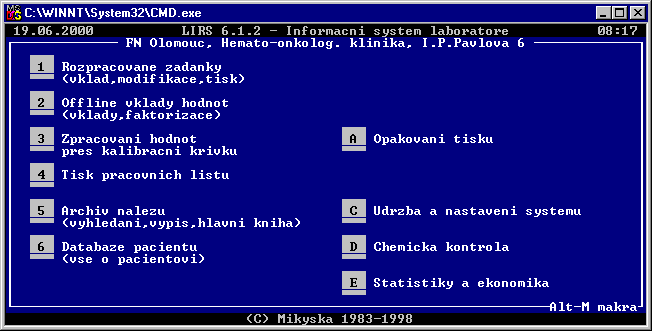 C:\WINNT\System32\CMD.exe
19.06.2000 LIRS 6.1.2 - Informacni system laboratore 08:17
FN Olomouc, Hemato-onkolog. klinika, I.P.Pavlova 6
1 Rozpracovane zadanky
(vklad,modifikace,tisk)
2 Offline vklady hodnot
(vklady,faktorizace)
3 Zpracovani hodnot
pres kalibracni krivku
A Opakovani tisku
4 Tisk pracovnich listu
5 Archiv nalezu
(vyhledani,vypis,hlavni kniha)
C Udrzba a nastaveni systemu
6 Databaze pacientu
(vse o pacientovi)
D Chemicka kontrola
E Statistiky a ekonomika
Alt-M makra
(C) Mikyska 1983-1998